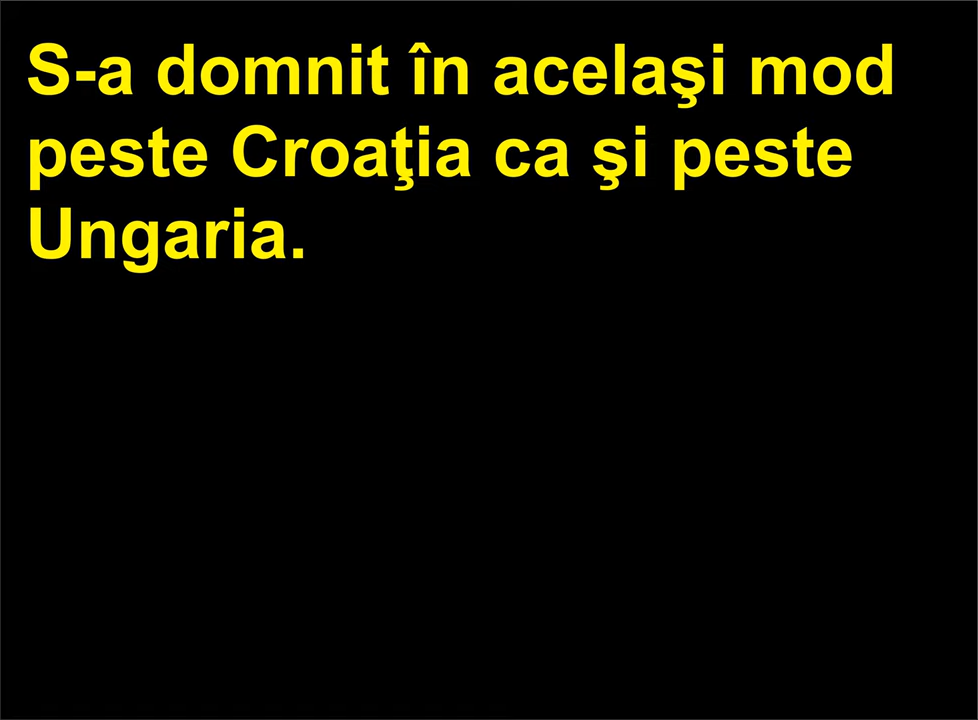 S-a domnit în acelaşi mod
peste Croaţia ca şi peste
Ungaria.